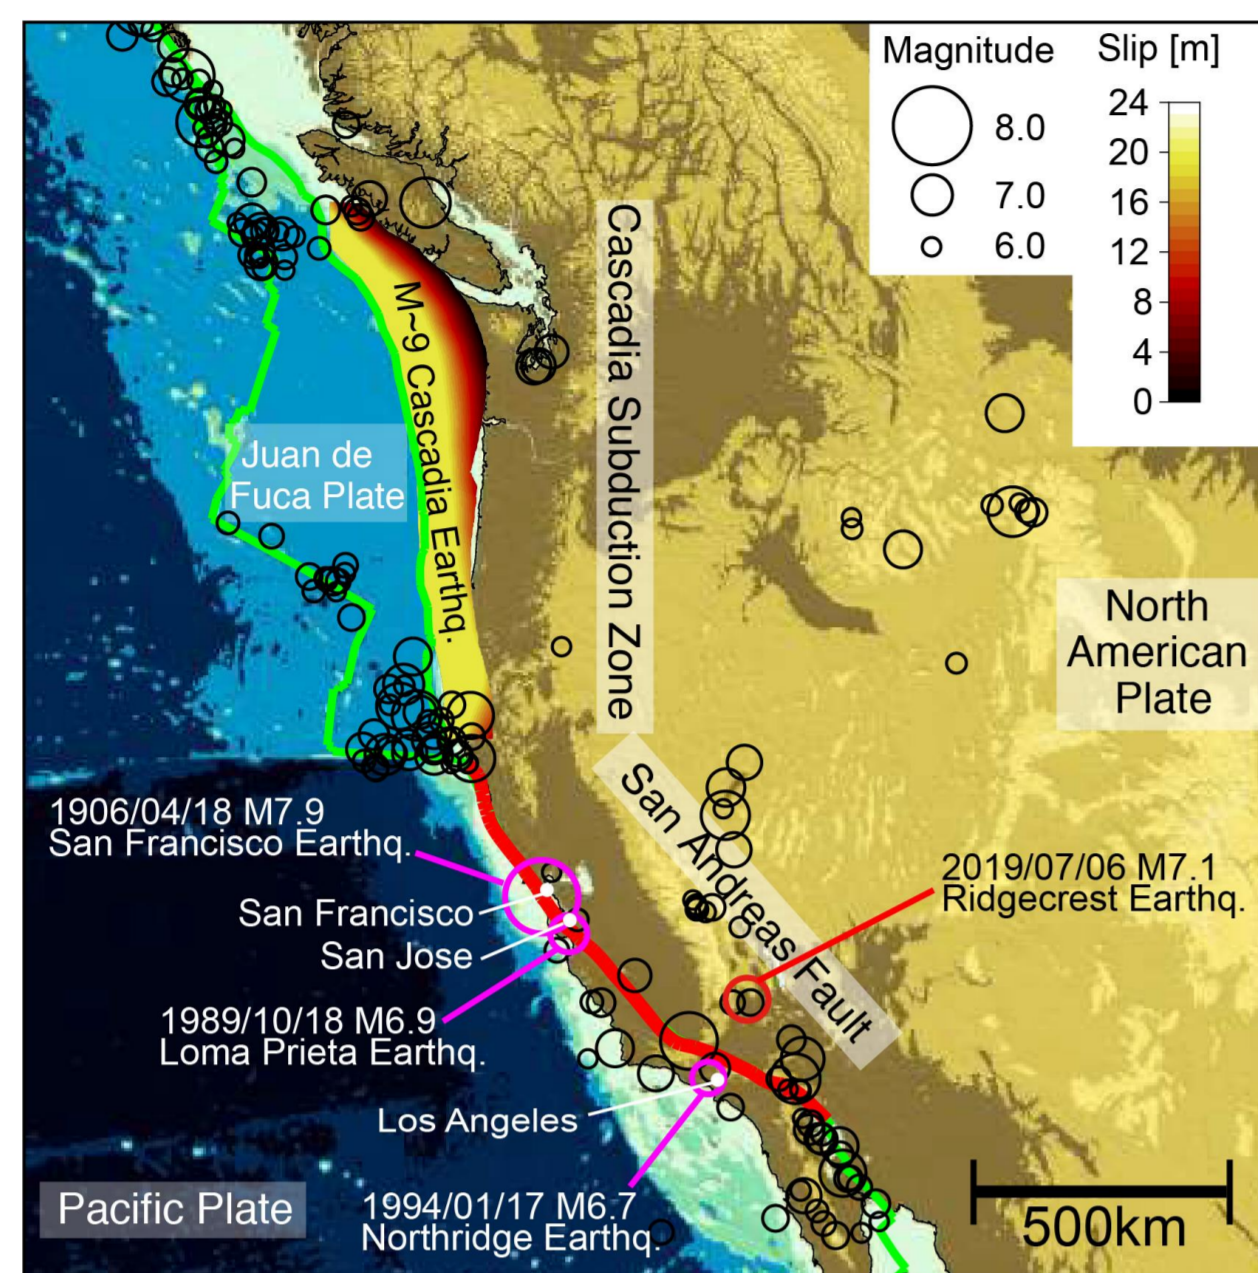 Magnitude
8.0
7.0
6.0
Slip [m]
24
20
16
12
8
4
0
Cascadia Subduction Zone
M~9 Cascadia Earthq.
Juan de
Fuca Plate
North
American
Plate
San Andreas Fault
1906/04/18 M7.9
San Francisco Earthq.
San Francisco
San Jose
2019/07/06 M7.1
Ridgecrest Earthq.
1989/10/18 M6.9
Loma Prieta Earthq.
Los Angeles
1994/01/17 M6.7
Northridge Earthq.
Pacific Plate
500km